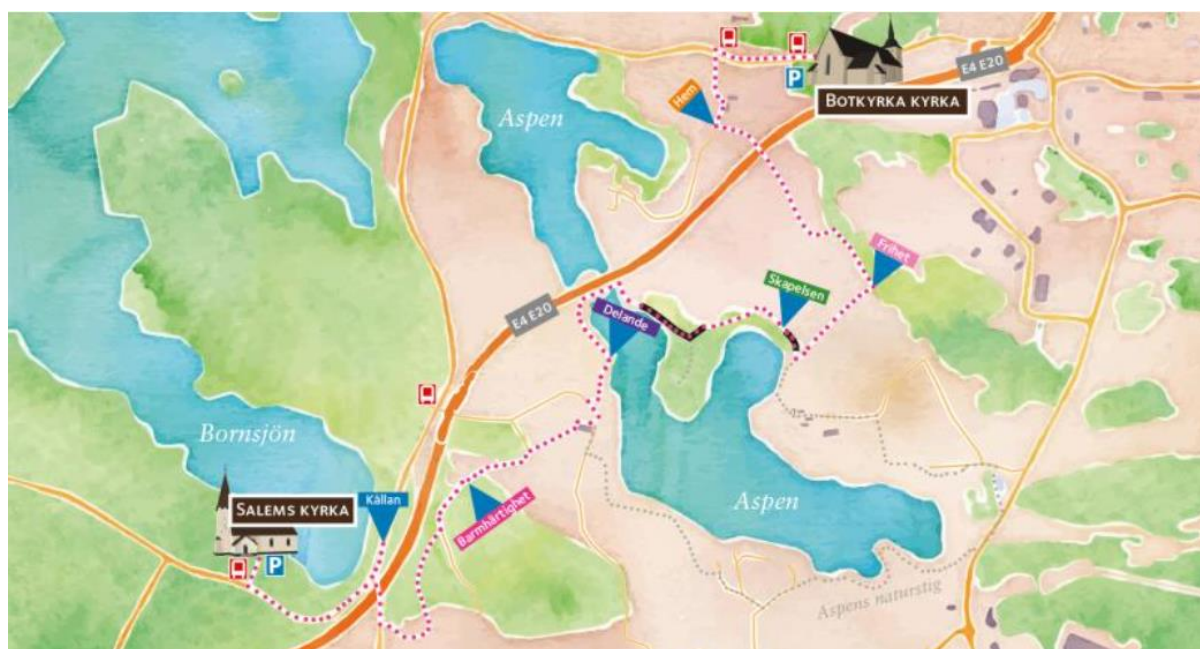 BOTKYRKA KYRKA
P
E4 E20
Hem
Aspen
Frihet
Skapelsen
Delande
E4 E20
Bornsjön
SALEMS KYRKA
P
Källan
Barmhärtighet
Aspen
Aspens naturstig